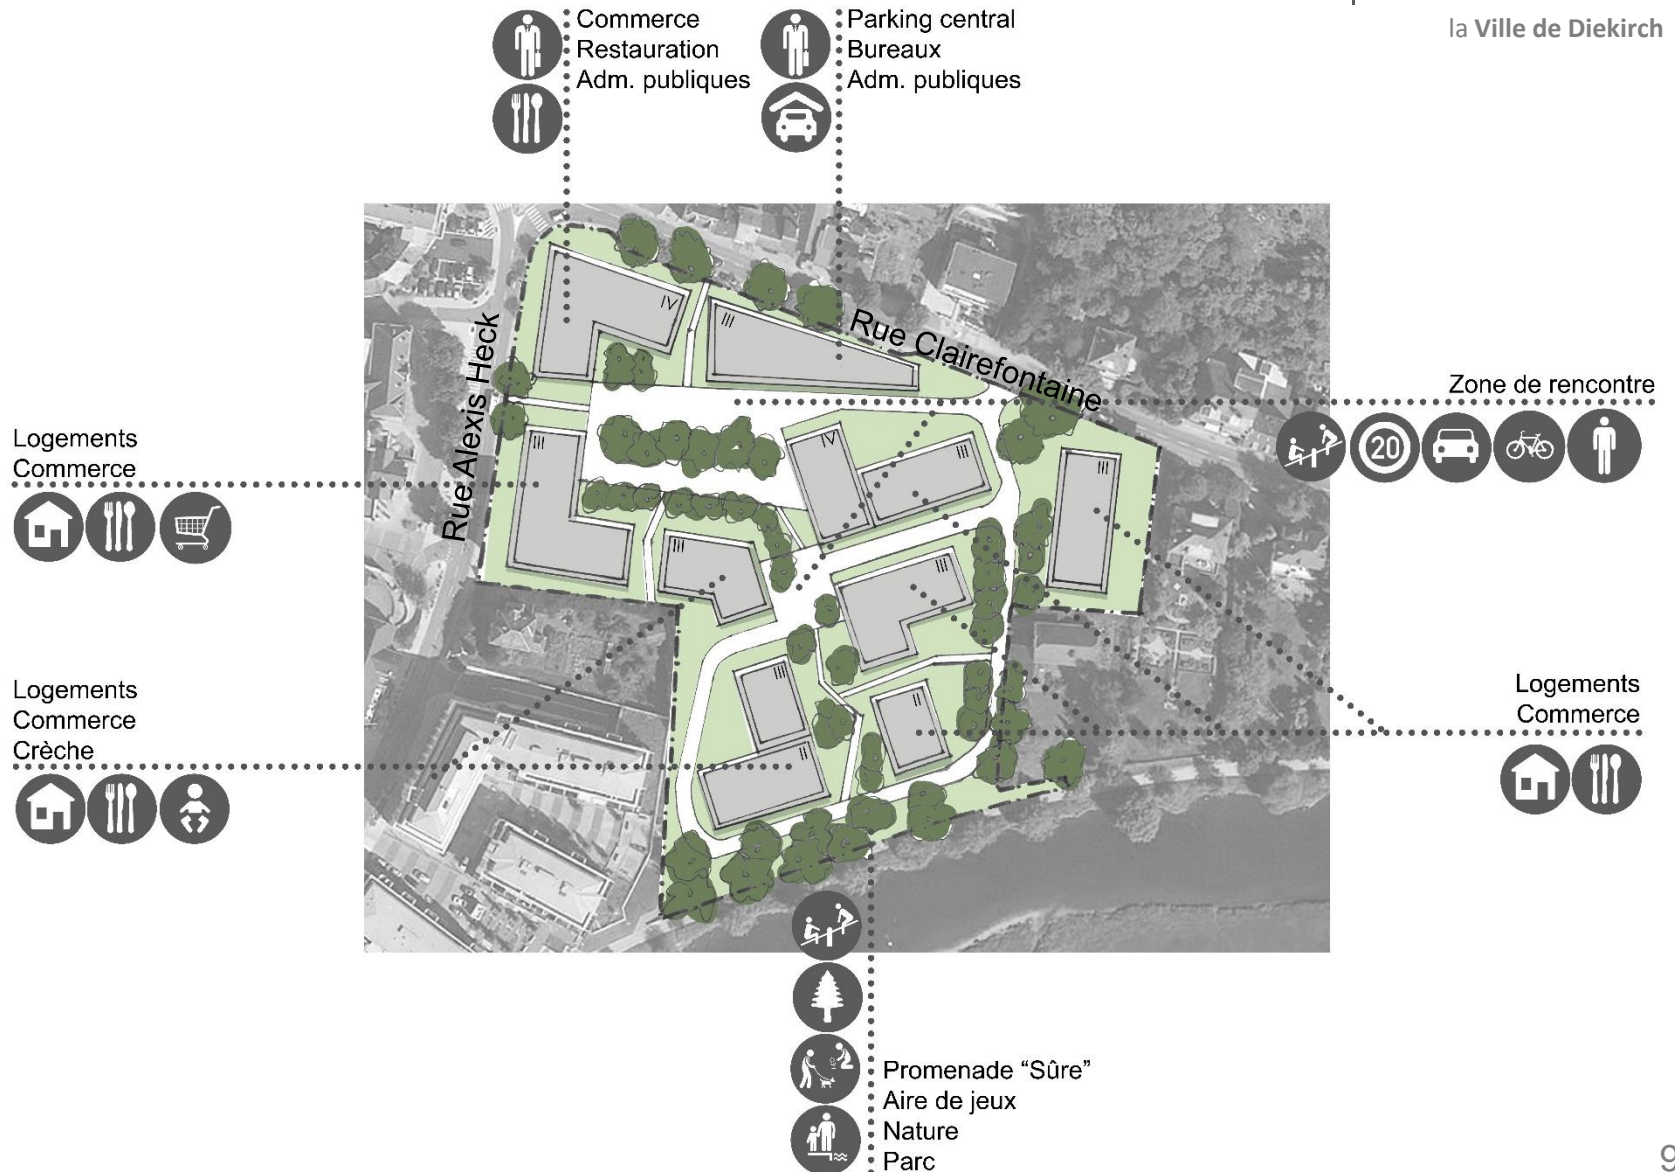 la Ville de Diekirch
Commerce
Restauration
Adm. publiques
Parking central
Bureaux
Adm. publiques
IV
III
Rue Clairefontaine
Rue Alexis Heck
Zone de rencontre
20
Logements
Commerce
III
IV
III
III
III
III
III
Logements
Commerce
Crèche
II
II
Logements
Commerce
Promenade “Sûre”
Aire de jeux
Nature
Parc
9